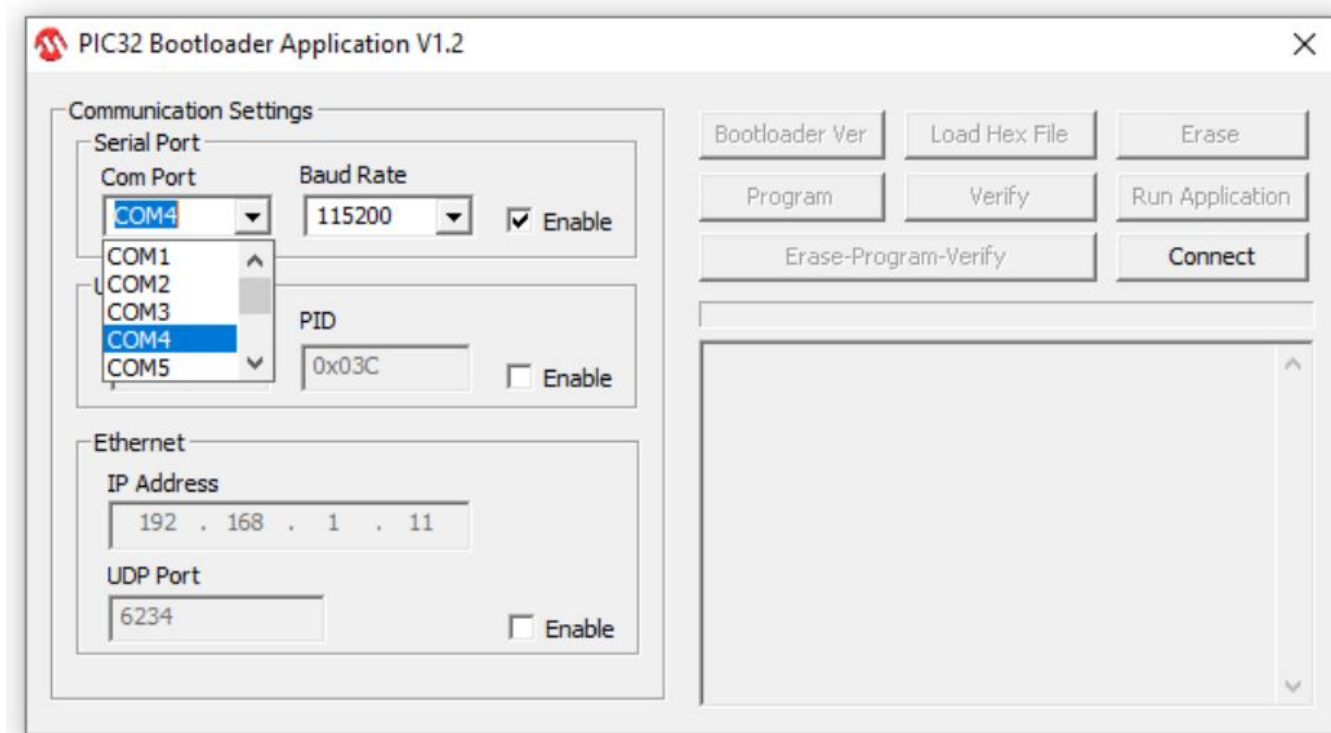 PIC32 Bootloader Application V1.2
Communication Settings
Serial Port
Com Port
Baud Rate
COM4
115200
Enable
COM1
COM2
COM3
COM4
COM5
PID
0x03C
Enable
Ethernet
IP Address
192 . 168 . 1 . 11
UDP Port
6234
Enable
Bootloader Ver
Load Hex File
Erase
Program
Verify
Run Application
Erase-Program-Verify
Connect